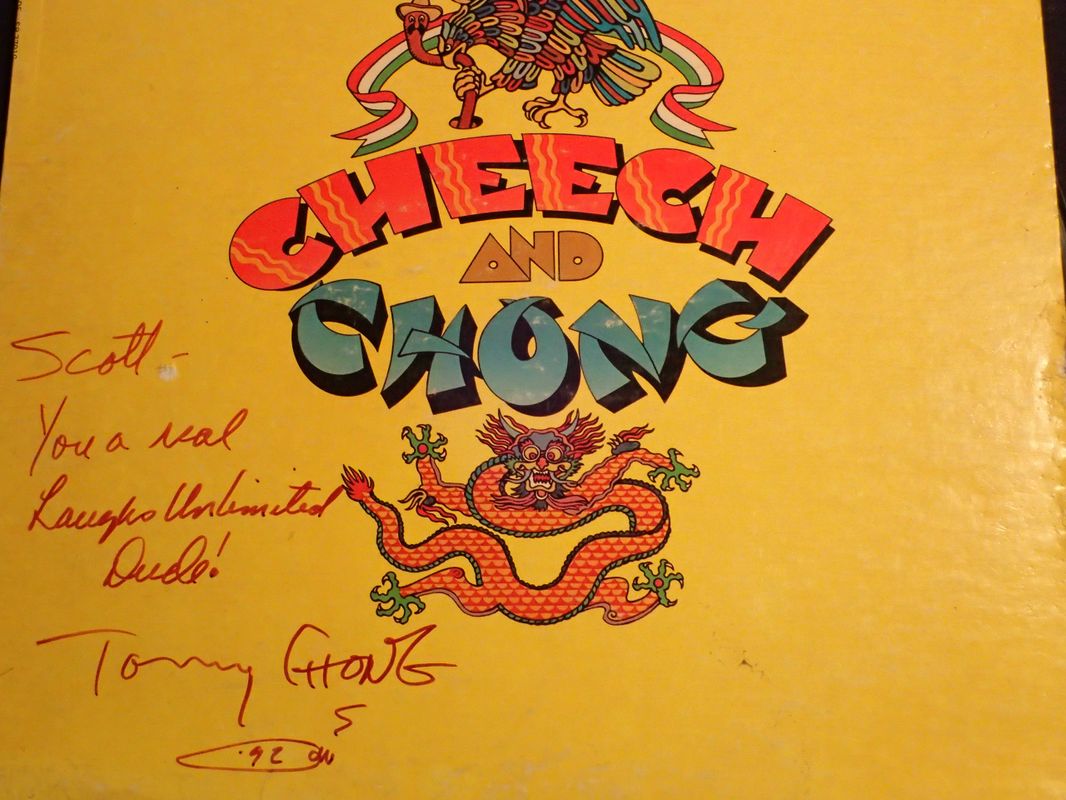 CHEECH
AND
CHONG
Scott -
You a real
Laughs Unlimited
Dude!
Tommy CHONG
'92